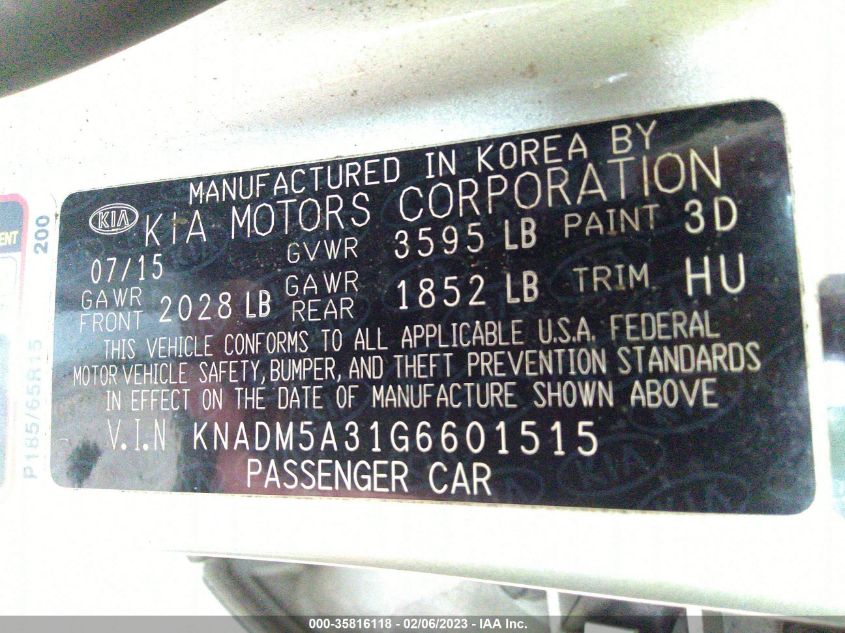 MANUFACTURED IN KOREA BY
KIA KIA MOTORS CORPORATION
07/15 GVWR 3595 LB PAINT 3D
GAWR FRONT 2028 LB GAWR REAR 1852 LB TRIM HU
THIS VEHICLE CONFORMS TO ALL APPLICABLE U.S.A. FEDERAL
MOTOR VEHICLE SAFETY, BUMPER, AND THEFT PREVENTION STANDARDS
IN EFFECT ON THE DATE OF MANUFACTURE SHOWN ABOVE
V.I.N KNADM5A31G6601515
PASSENGER CAR
P185/65R15
200
000-35816118 - 02/06/2023 - IAA Inc.